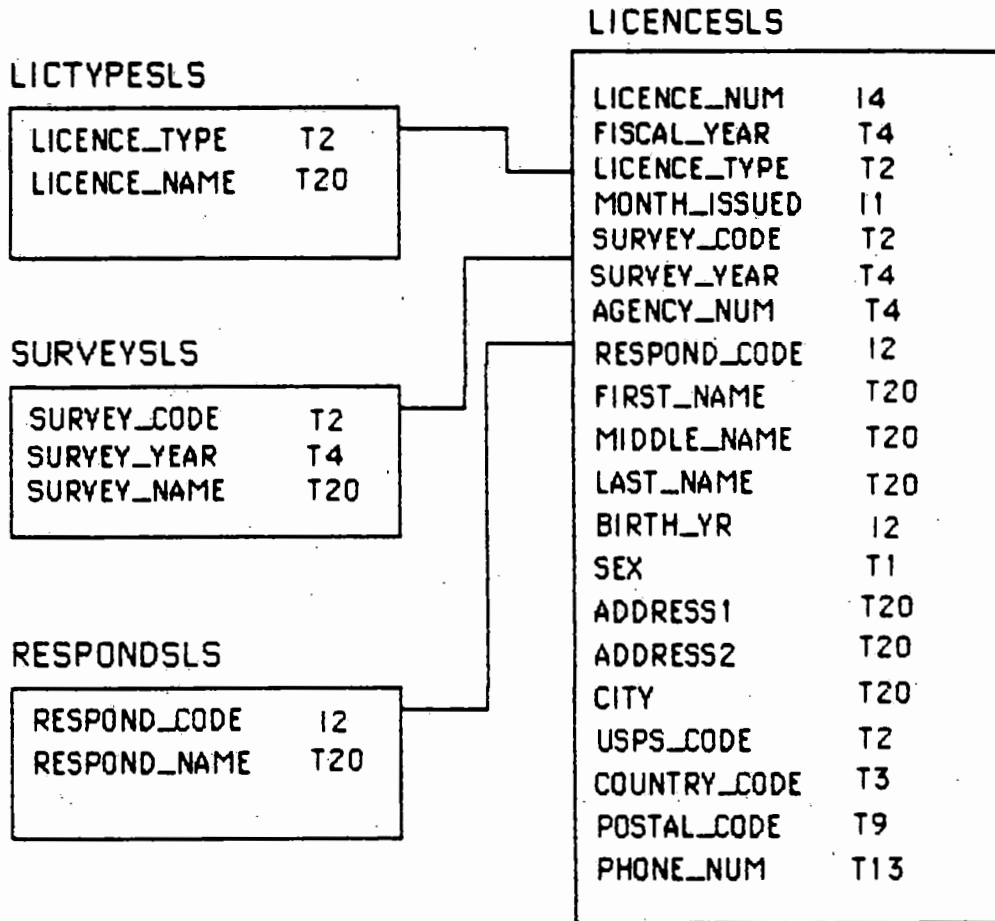 LICTYPESLS
LICENCE_TYPE T2
LICENCE_NAME T20
SURVEYSLS
SURVEY_CODE T2
SURVEY_YEAR T4
SURVEY_NAME T20
RESPONDSLS
RESPOND_CODE I2
RESPOND_NAME T20
LICENCESLS
LICENCE_NUM I4
FISCAL_YEAR T4
LICENCE_TYPE T2
MONTH_ISSUED I1
SURVEY_CODE T2
SURVEY_YEAR T4
AGENCY_NUM T4
RESPOND_CODE I2
FIRST_NAME T20
MIDDLE_NAME T20
LAST_NAME T20
BIRTH_YR I2
SEX T1
ADDRESS1 T20
ADDRESS2 T20
CITY T20
USPS_CODE T2
COUNTRY_CODE T3
POSTAL_CODE T9
PHONE_NUM T13